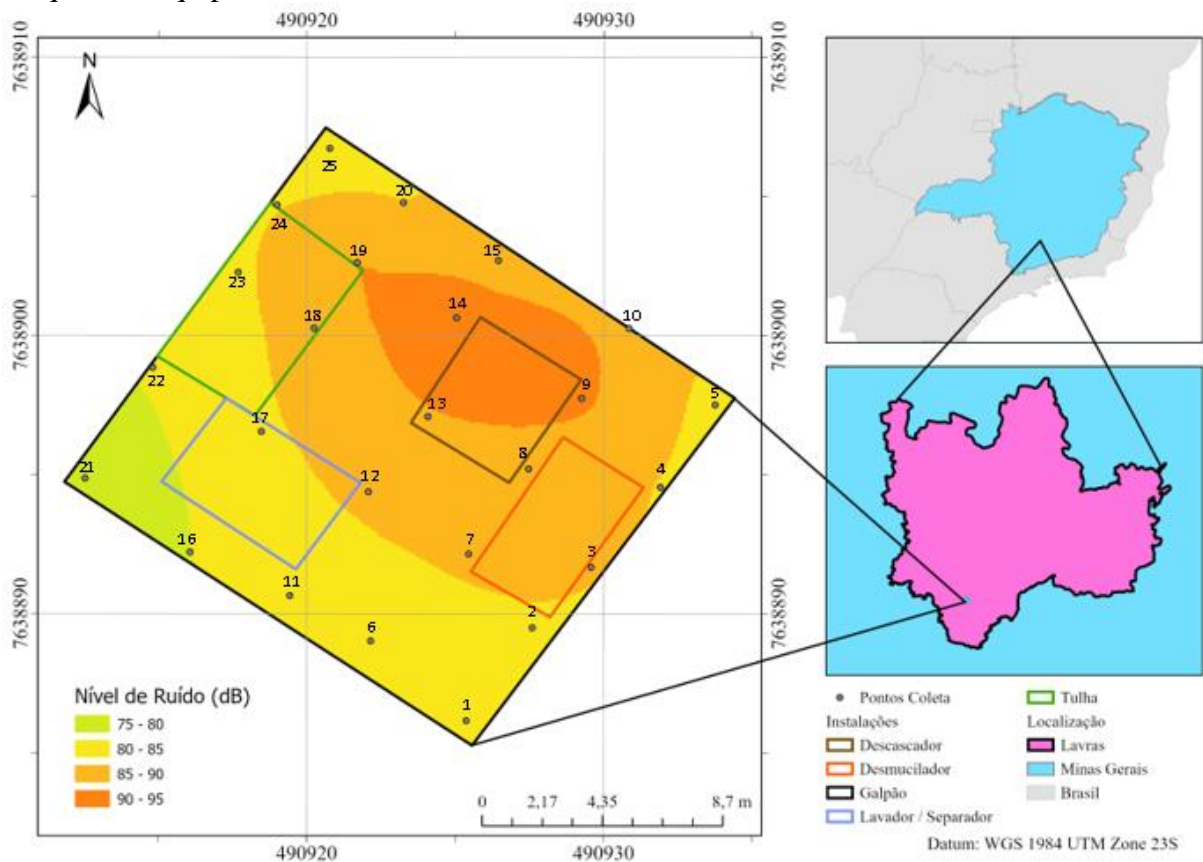 490920
490930
7638910
7638910
N
25
20
24
19
15
23
14
18
10
7638900
7638900
22
9
5
13
17
21
8
4
12
16
7
3
11
2
7638890
7638890
6
1
Nível de Ruído (dB)
75 - 80
80 - 85
85 - 90
90 - 95
0 2,17 4,35 8,7 m
490920
490930
Pontos Coleta
Instalações
Descascador
Desmucilador
Galpão
Lavador / Separador
Tulha
Localização
Lavras
Minas Gerais
Brasil
Datum: WGS 1984 UTM Zone 23S